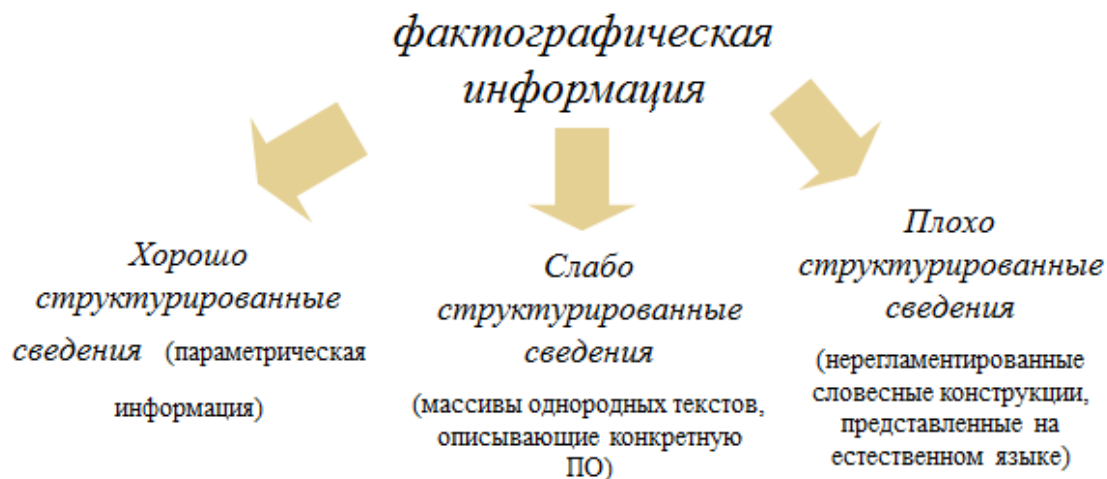 фактографическая
информация
Хорошо
структурированные
сведения (параметрическая
информация)
Слабо
структурированные
сведения
(массивы однородных текстов,
описывающие конкретную
ПО)
Плохо
структурированные
сведения
(нерегламентированные
словесные конструкции,
представленные на
естественном языке)